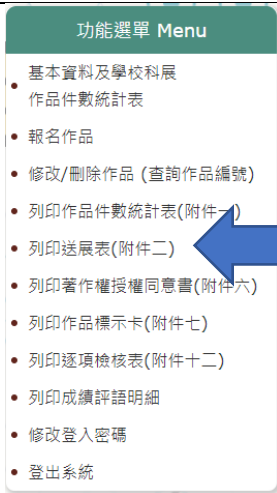 功能選單 Menu
基本資料及學校科展
作品件數統計表
報名作品
修改/刪除作品 (查詢作品編號)
列印作品件數統計表(附件一)
列印送展表(附件二)
列印著作權授權同意書(附件六)
列印作品標示卡(附件七)
列印逐項檢核表(附件十二)
列印成績評語明細
修改登入密碼
登出系統